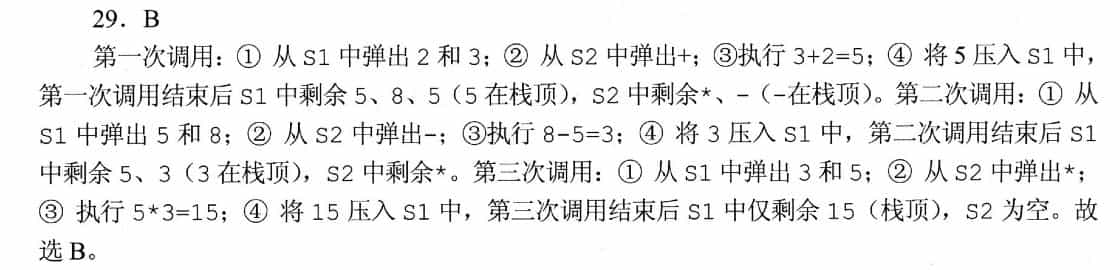 29．B
第一次调用：① 从 S1 中弹出 2 和 3；② 从 S2 中弹出+；③执行 3+2=5；④ 将 5 压入 S1 中，
第一次调用结束后 S1 中剩余 5、8、5（5 在栈顶），S2 中剩余*、-（-在栈顶）。第二次调用：① 从
S1 中弹出 5 和 8；② 从 S2 中弹出-；③执行 8-5=3；④ 将 3 压入 S1 中，第二次调用结束后 S1
中剩余 5、3（3 在栈顶），S2 中剩余*。第三次调用：① 从 S1 中弹出 3 和 5；② 从 S2 中弹出*；
③ 执行 5*3=15；④ 将 15 压入 S1 中，第三次调用结束后 S1 中仅剩余 15（栈顶），S2 为空。故
选 B。